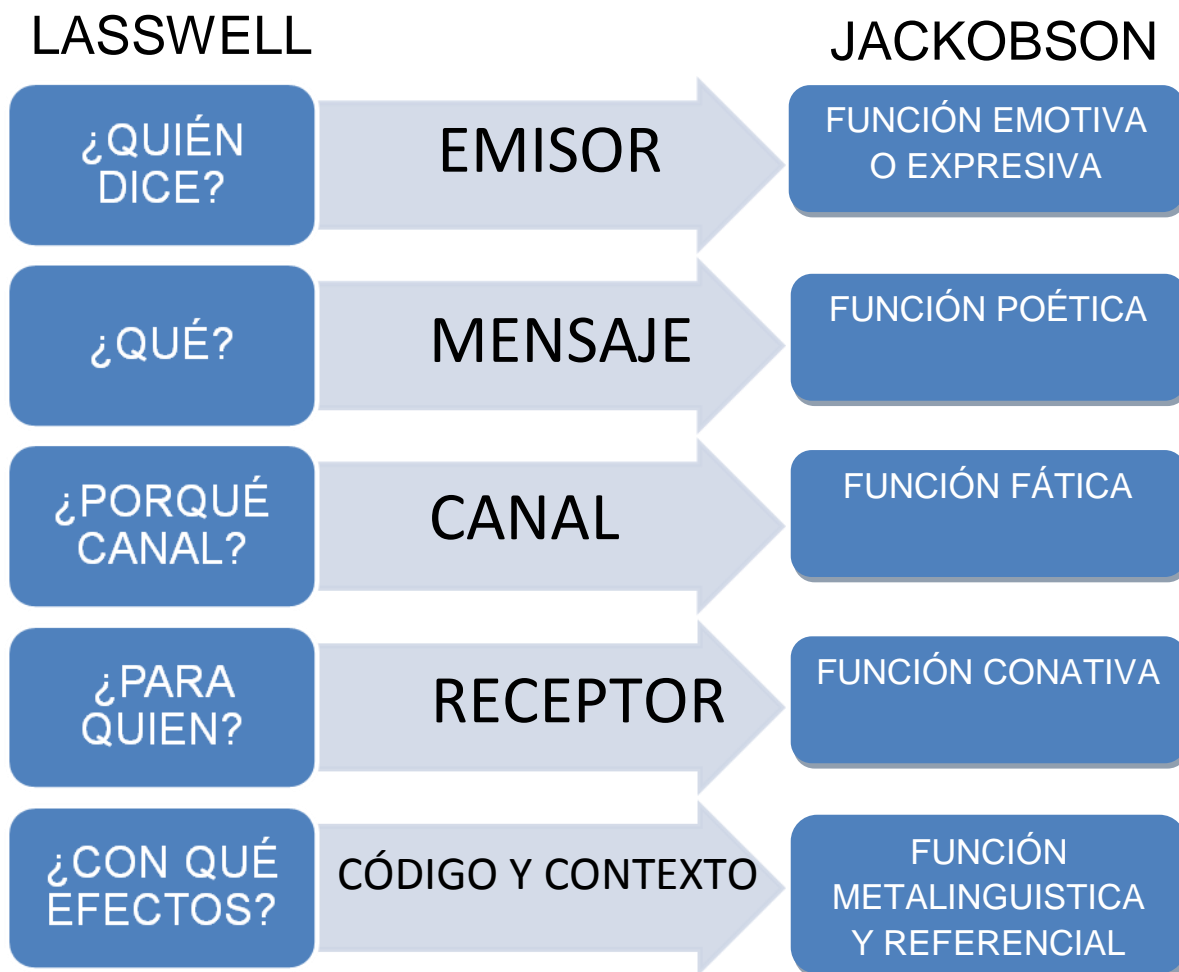 LASSWELL
JACKOBSON
¿QUIÉN
DICE?
EMISOR
FUNCIÓN EMOTIVA
O EXPRESIVA
¿QUÉ?
MENSAJE
FUNCIÓN POÉTICA
¿PORQUÉ
CANAL?
CANAL
FUNCIÓN FÁTICA
¿PARA
QUIEN?
RECEPTOR
FUNCIÓN CONATIVA
¿CON QUÉ
EFECTOS?
CÓDIGO Y CONTEXTO
FUNCIÓN
METALINGUISTICA
Y REFERENCIAL